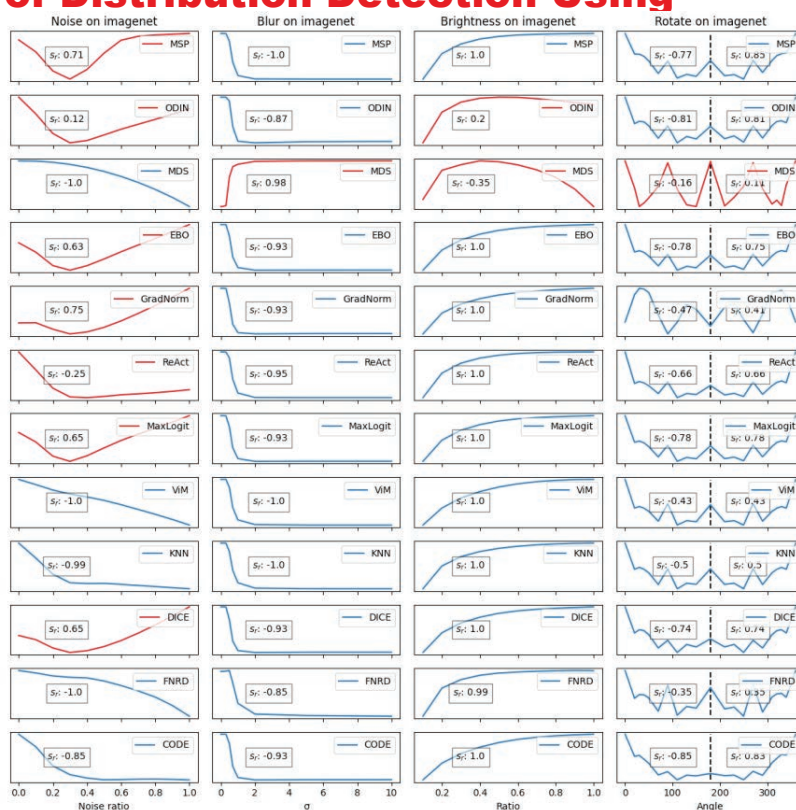 of Distribution Detection Using
Noise on imagenet Blur on imagenet Brightness on imagenet Rotate on imagenet
MSP MSP MSP MSP
sᵣ: 0.71 sᵣ: -1.0 sᵣ: 1.0 sᵣ: -0.77 sᵣ: 0.85
ODIN ODIN ODIN ODIN
sᵣ: 0.12 sᵣ: -0.87 sᵣ: 0.2 sᵣ: -0.81 sᵣ: 0.81
MDS MDS MDS MDS
sᵣ: -1.0 sᵣ: 0.98 sᵣ: -0.35 sᵣ: -0.16 sᵣ: 0.11
EBO EBO EBO EBO
sᵣ: 0.63 sᵣ: -0.93 sᵣ: 1.0 sᵣ: -0.78 sᵣ: 0.75
GradNorm GradNorm GradNorm GradNorm
sᵣ: 0.75 sᵣ: -0.93 sᵣ: 1.0 sᵣ: -0.47 sᵣ: 0.41
ReAct ReAct ReAct ReAct
sᵣ: -0.25 sᵣ: -0.95 sᵣ: 1.0 sᵣ: -0.66 sᵣ: 0.66
MaxLogit MaxLogit MaxLogit MaxLogit
sᵣ: 0.65 sᵣ: -0.93 sᵣ: 1.0 sᵣ: -0.78 sᵣ: 0.78
ViM ViM ViM ViM
sᵣ: -1.0 sᵣ: -1.0 sᵣ: 1.0 sᵣ: -0.43 sᵣ: 0.43
KNN KNN KNN KNN
sᵣ: -0.99 sᵣ: -1.0 sᵣ: 1.0 sᵣ: -0.5 sᵣ: 0.5
DICE DICE DICE DICE
sᵣ: 0.65 sᵣ: -0.93 sᵣ: 1.0 sᵣ: -0.74 sᵣ: 0.74
FNRD FNRD FNRD FNRD
sᵣ: -1.0 sᵣ: -0.85 sᵣ: 0.99 sᵣ: -0.35 sᵣ: 0.35
CODE CODE CODE CODE
sᵣ: -0.85 sᵣ: -0.93 sᵣ: 1.0 sᵣ: -0.85 sᵣ: 0.83
0.0 0.2 0.4 0.6 0.8 1.0 0 2 4 6 8 10 0.2 0.4 0.6 0.8 1.0 0 100 200 300
Noise ratio σ Ratio Angle